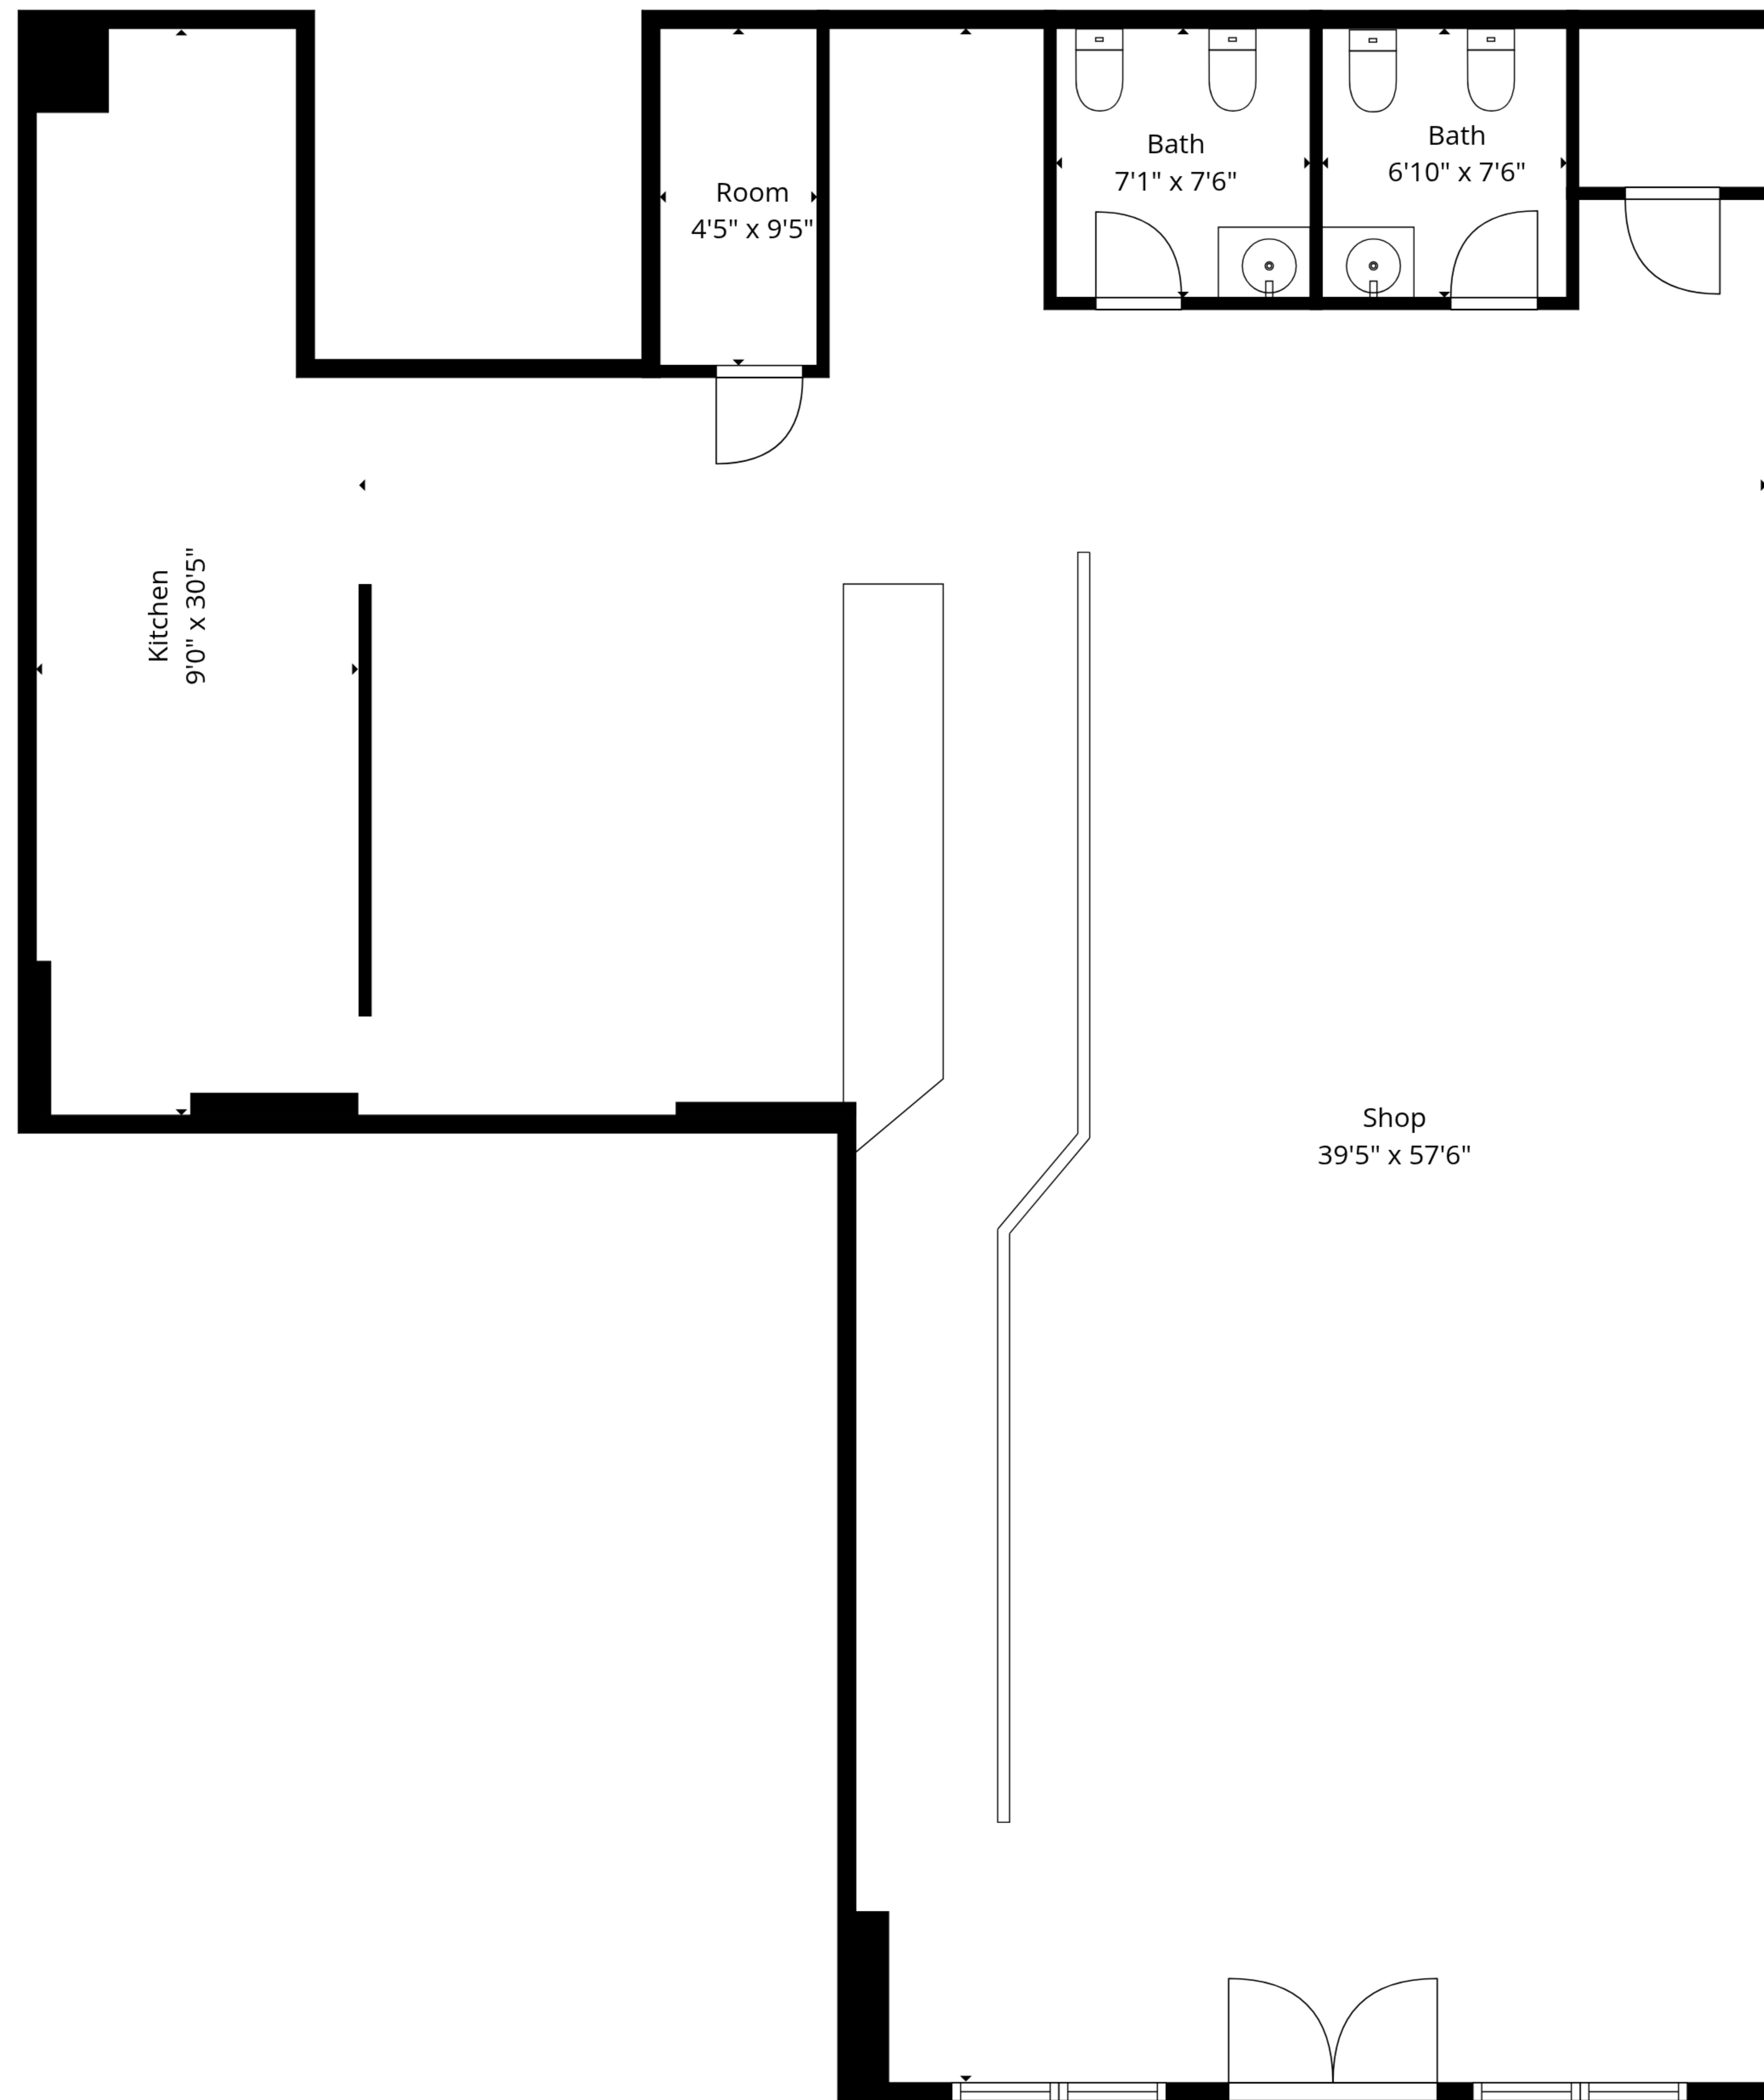 Bath
7'1" x 7'6"
Bath
6'10" x 7'6"
Room
4'5" x 9'5"
Kitchen
9'0" x 30'5"
Shop
39'5" x 57'6"